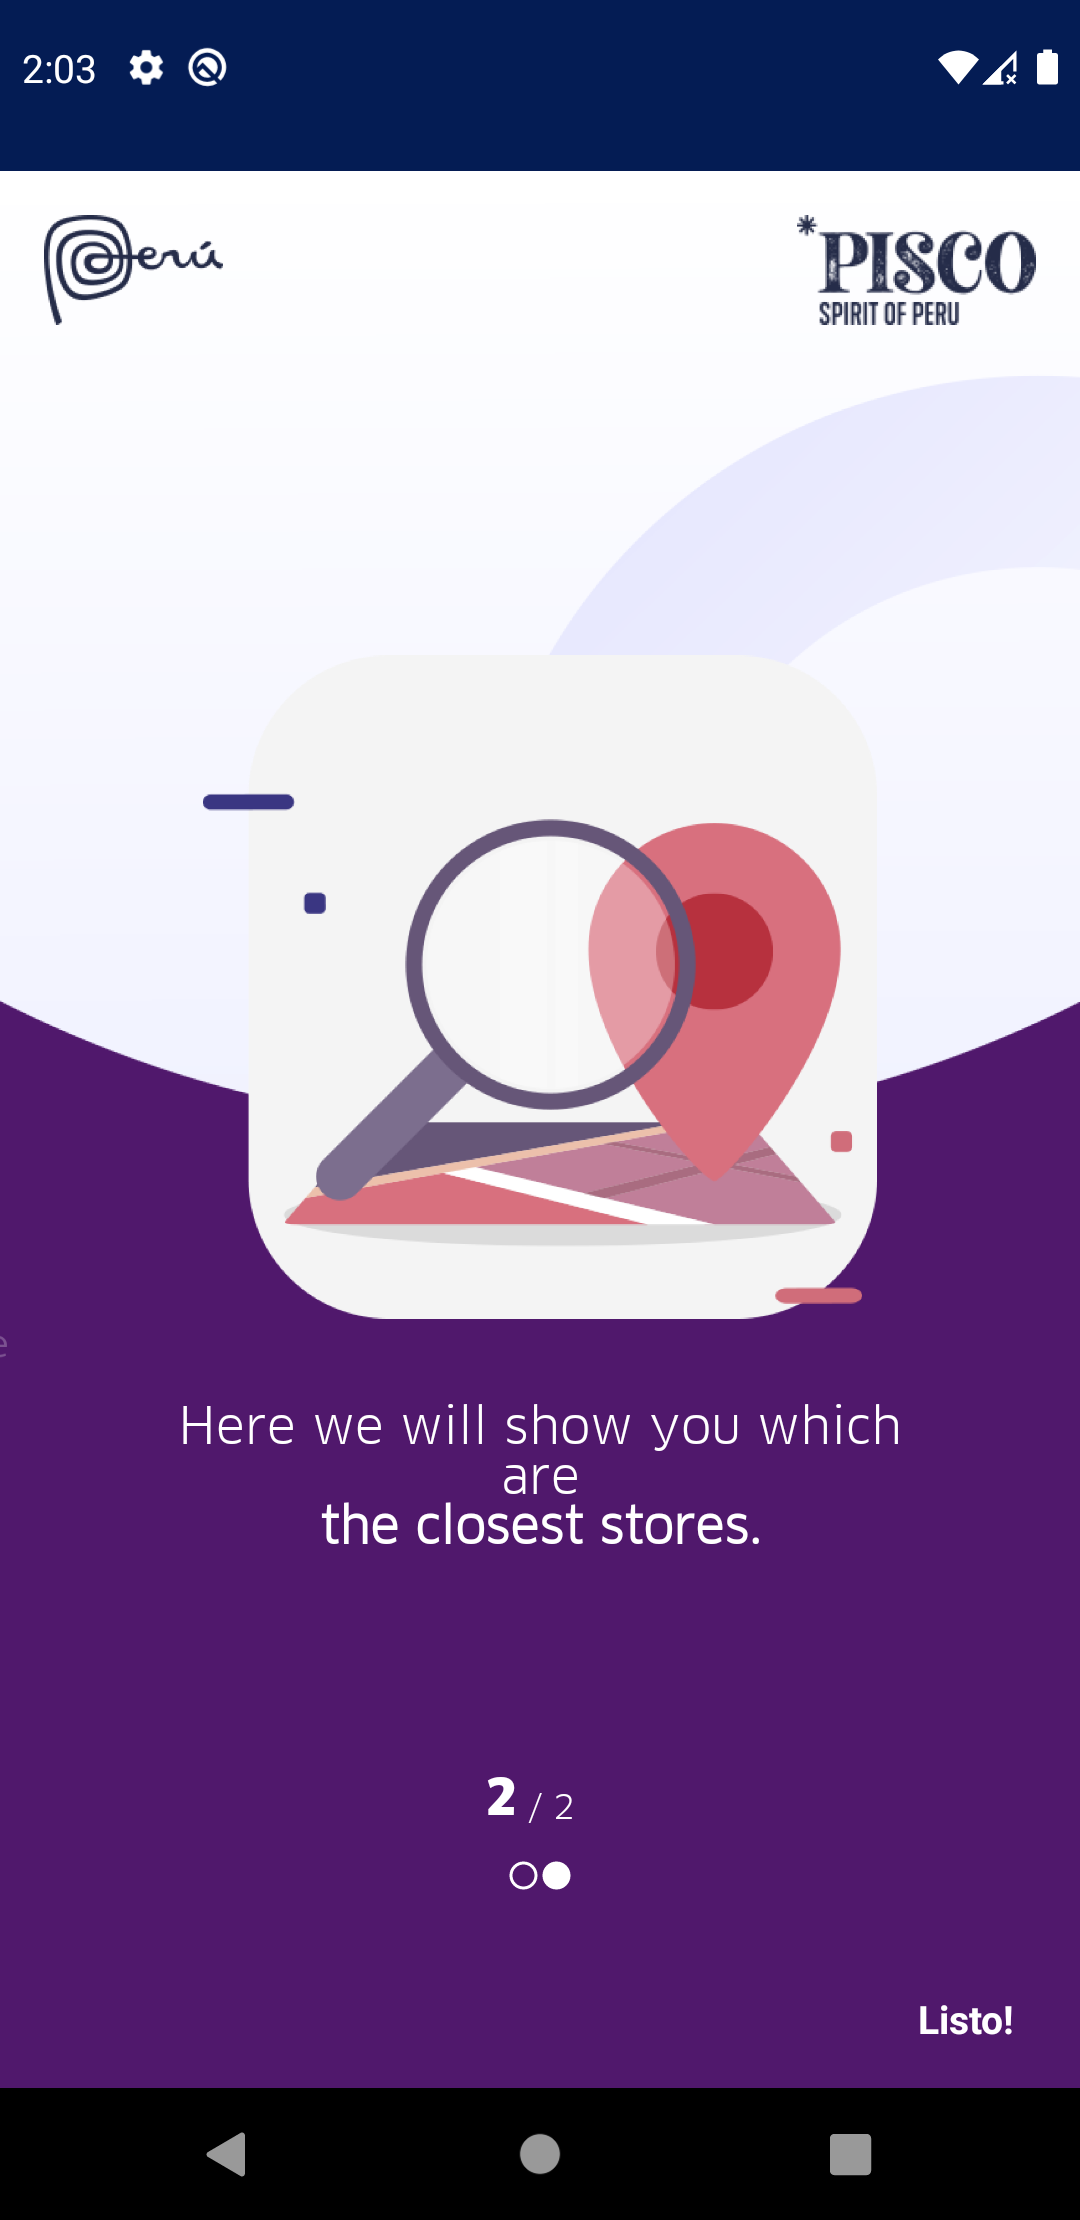 2:03
Perú
*PISCO
SPIRIT OF PERU
e
Here we will show you which
are
the closest stores.
2 / 2
Listo!